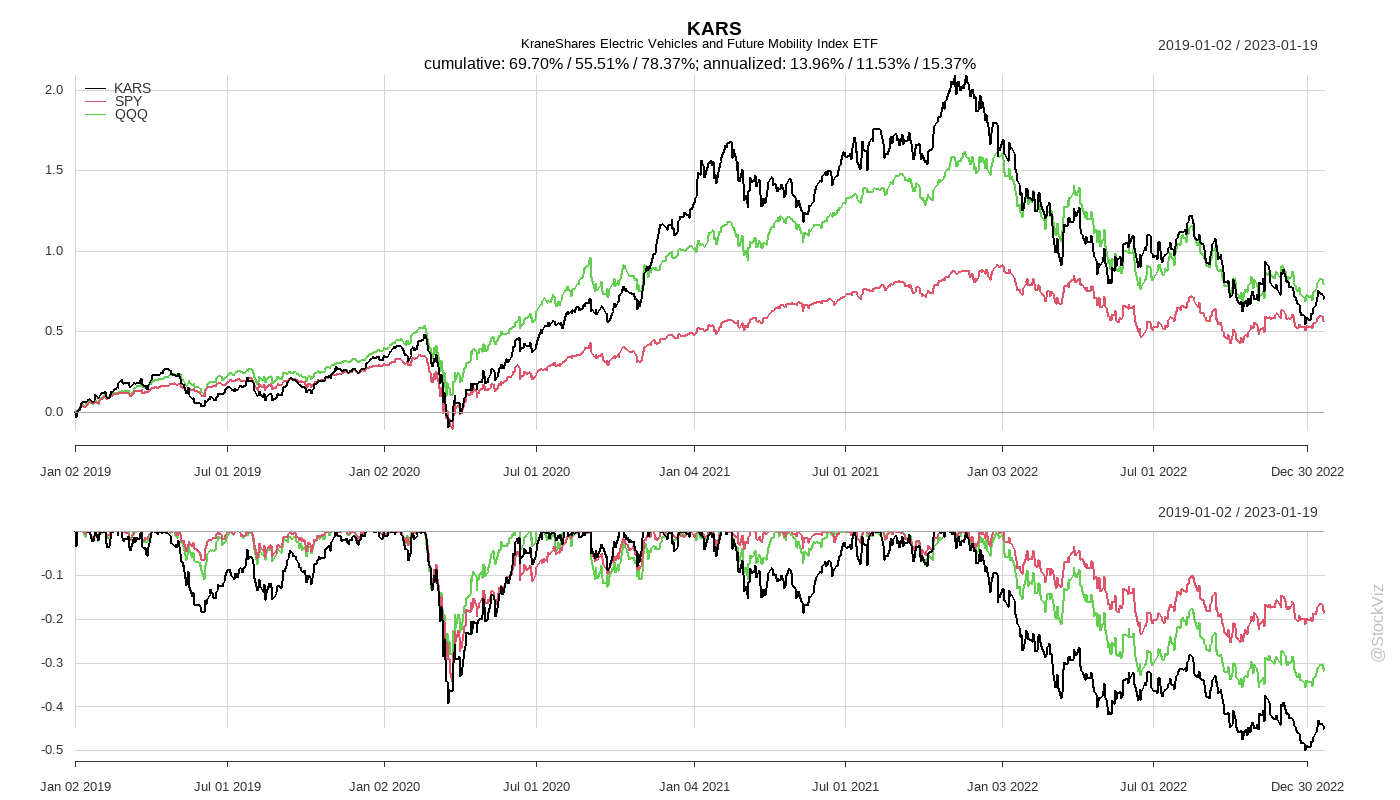 KARS
KraneShares Electric Vehicles and Future Mobility Index ETF
2019-01-02 / 2023-01-19
cumulative: 69.70% / 55.51% / 78.37%; annualized: 13.96% / 11.53% / 15.37%
KARS
SPY
QQQ
2.0
1.5
1.0
0.5
0.0
Jan 02 2019 Jul 01 2019 Jan 02 2020 Jul 01 2020 Jan 04 2021 Jul 01 2021 Jan 03 2022 Jul 01 2022 Dec 30 2022
2019-01-02 / 2023-01-19
-0.1
-0.2
-0.3
-0.4
-0.5
Jan 02 2019 Jul 01 2019 Jan 02 2020 Jul 01 2020 Jan 04 2021 Jul 01 2021 Jan 03 2022 Jul 01 2022 Dec 30 2022
@StockViz